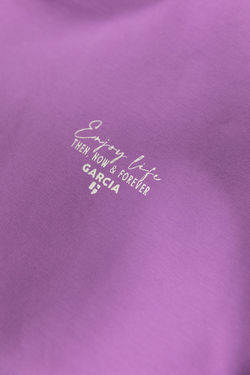 Enjoy life
THEN, NOW & FOREVER
GARCIA